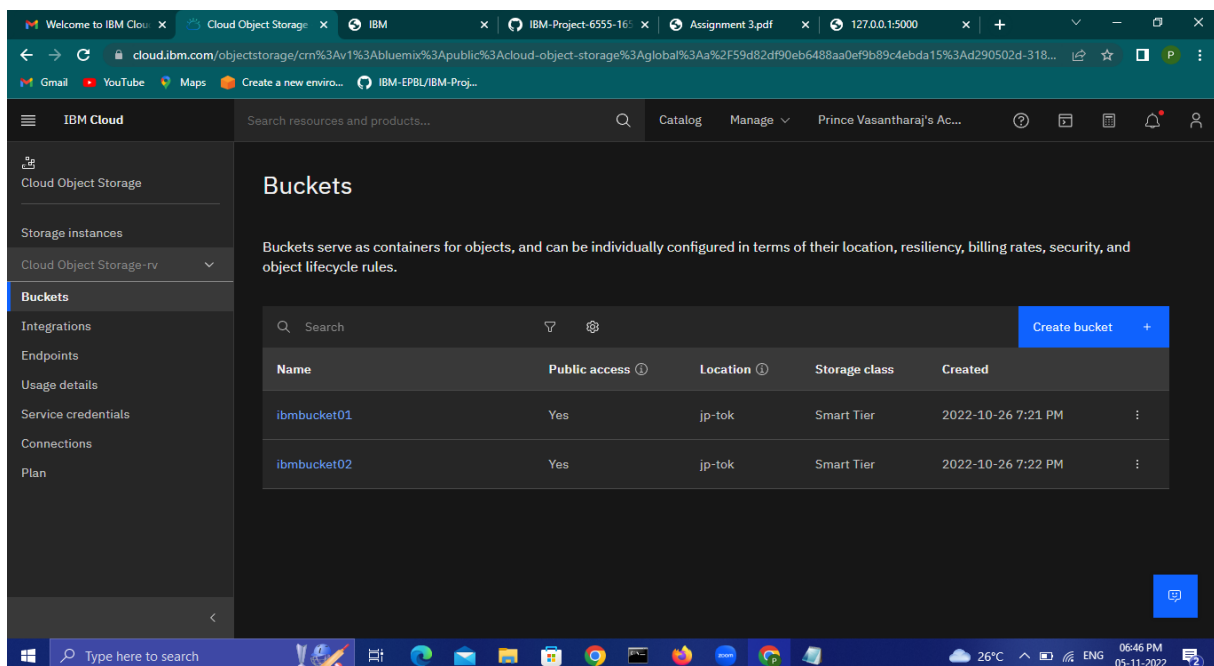 Welcome to IBM Clou
Cloud Object Storage
IBM
IBM-Project-6555-165
Assignment 3.pdf
127.0.0.1:5000
cloud.ibm.com/objectstorage/crn%3Av1%3Abluemix%3Apublic%3Acloud-object-storage%3Aglobal%3Aa%2F59d82df90eb6488aa0ef9b89c4ebda15%3Ad290502d-318...
P
Gmail
YouTube
Maps
Create a new enviro...
IBM-EPBL/IBM-Proj...
IBM Cloud
Search resources and products...
Catalog
Manage
Prince Vasantharaj's Ac...
Cloud Object Storage
Storage instances
Cloud Object Storage-rv
Buckets
Integrations
Endpoints
Usage details
Service credentials
Connections
Plan
Buckets
Buckets serve as containers for objects, and can be individually configured in terms of their location, resiliency, billing rates, security, and
object lifecycle rules.
Search
Create bucket +
Name Public access Location Storage class Created
ibmbucket01 Yes jp-tok Smart Tier 2022-10-26 7:21 PM
ibmbucket02 Yes jp-tok Smart Tier 2022-10-26 7:22 PM
Type here to search
zoom
26°C
ENG
06:46 PM
05-11-2022
2